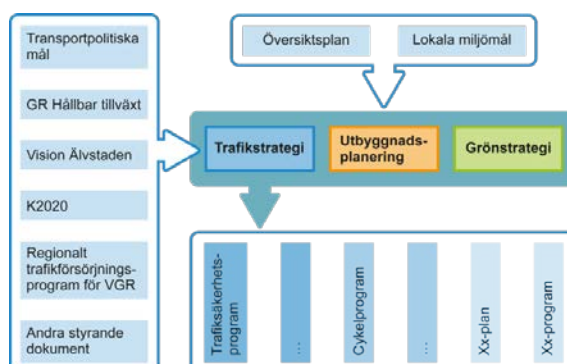 Transportpolitiska
mål
GR Hållbar tillväxt
Vision Älvstaden
K2020
Regionalt
trafikförsörjnings-
program för VGR
Andra styrande
dokument
Översiktsplan
Lokala miljömål
Trafikstrategi
Utbyggnads-
planering
Grönstrategi
Trafiksäkerhets-
program
...
Cykelprogram
...
Xx-plan
Xx-program